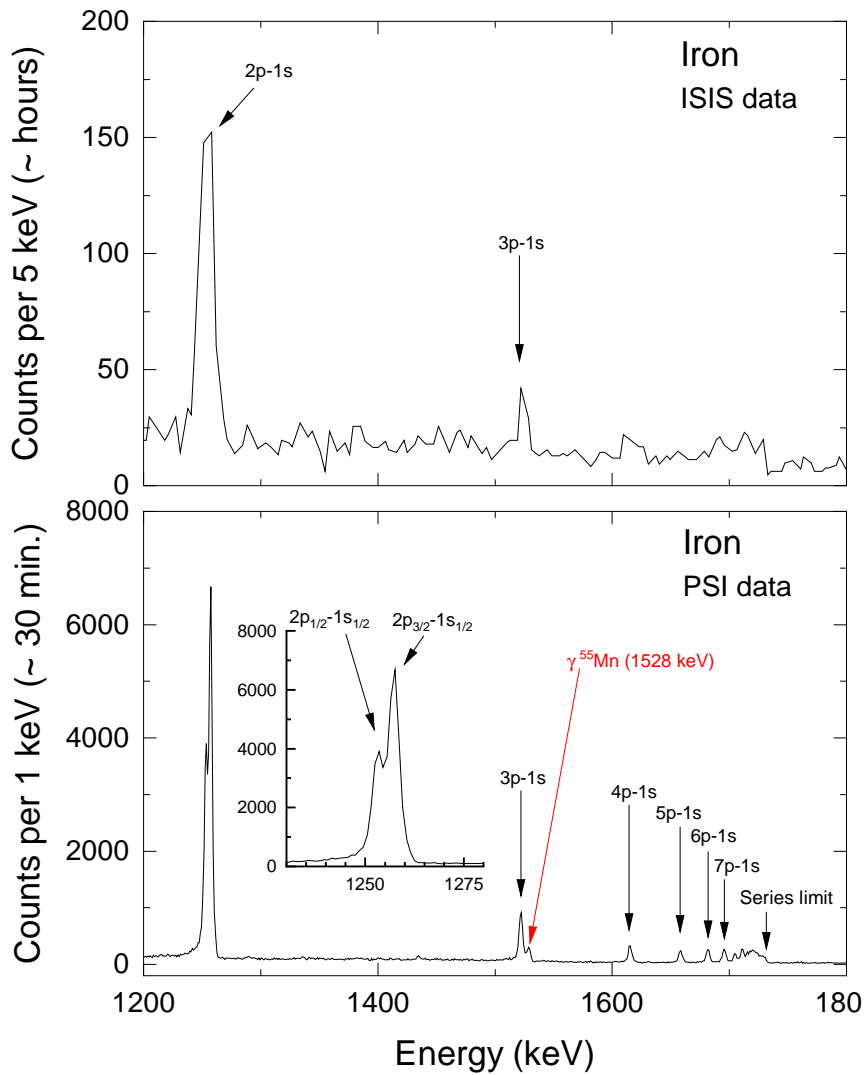 200
150
100
50
0
Counts per 5 keV (~ hours)
2p-1s
3p-1s
Iron
ISIS data
8000
6000
4000
2000
0
Counts per 1 keV (~ 30 min.)
Iron
PSI data
2p1/2-1s1/2
2p3/2-1s1/2
8000
6000
4000
2000
0
1250
1275
γ 55Mn (1528 keV)
3p-1s
4p-1s
5p-1s
6p-1s
7p-1s
Series limit
1200
1400
1600
180
Energy (keV)